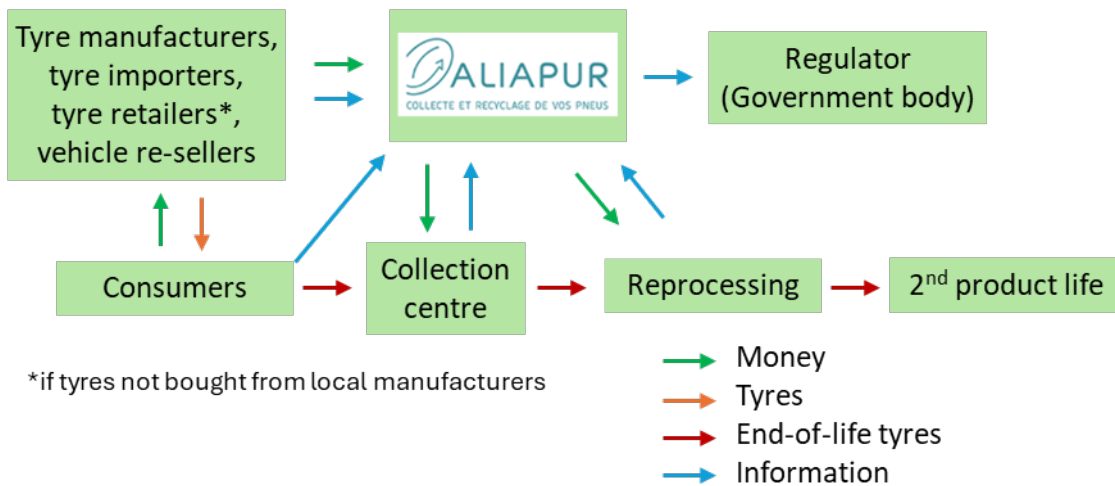 Tyre manufacturers,
tyre importers,
tyre retailers*,
vehicle re-sellers
ALIAPUR
COLLECTE ET RECYCLAGE DE VOS PNEUS
Regulator
(Government body)
Consumers
Collection
centre
Reprocessing
2nd product life
*if tyres not bought from local manufacturers
Money
Tyres
End-of-life tyres
Information